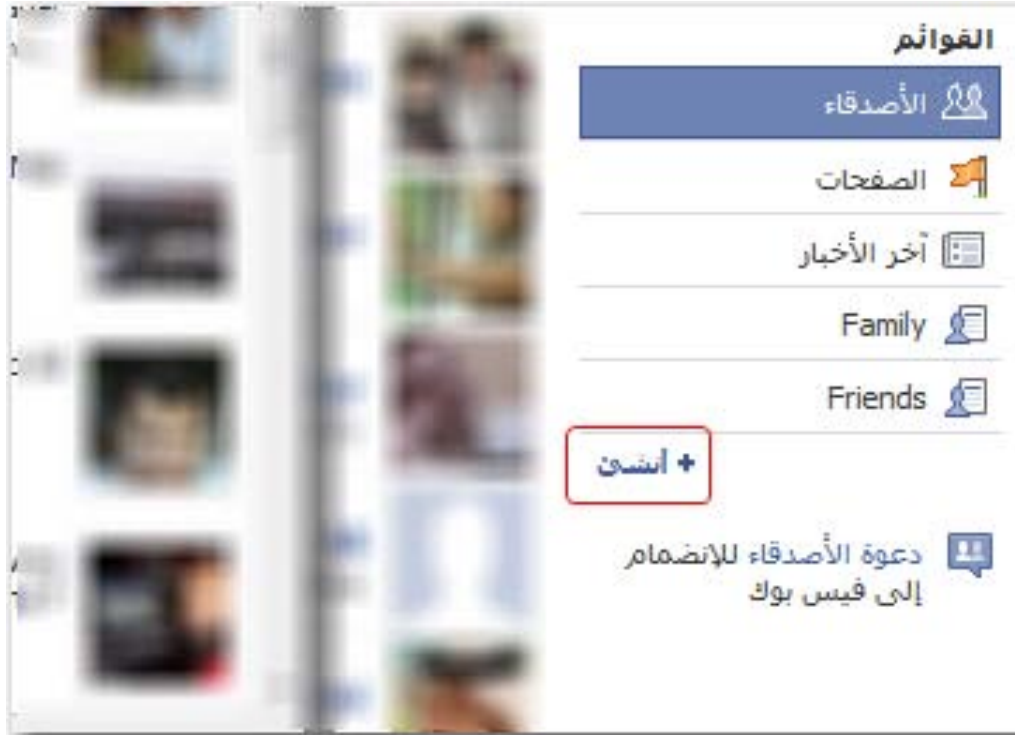 القوائم
الأصدقاء
الصفحات
آخر الأخبار
Family
Friends
+ أنشئ
دعوة الأصدقاء للإنضمام
إلى فيس بوك